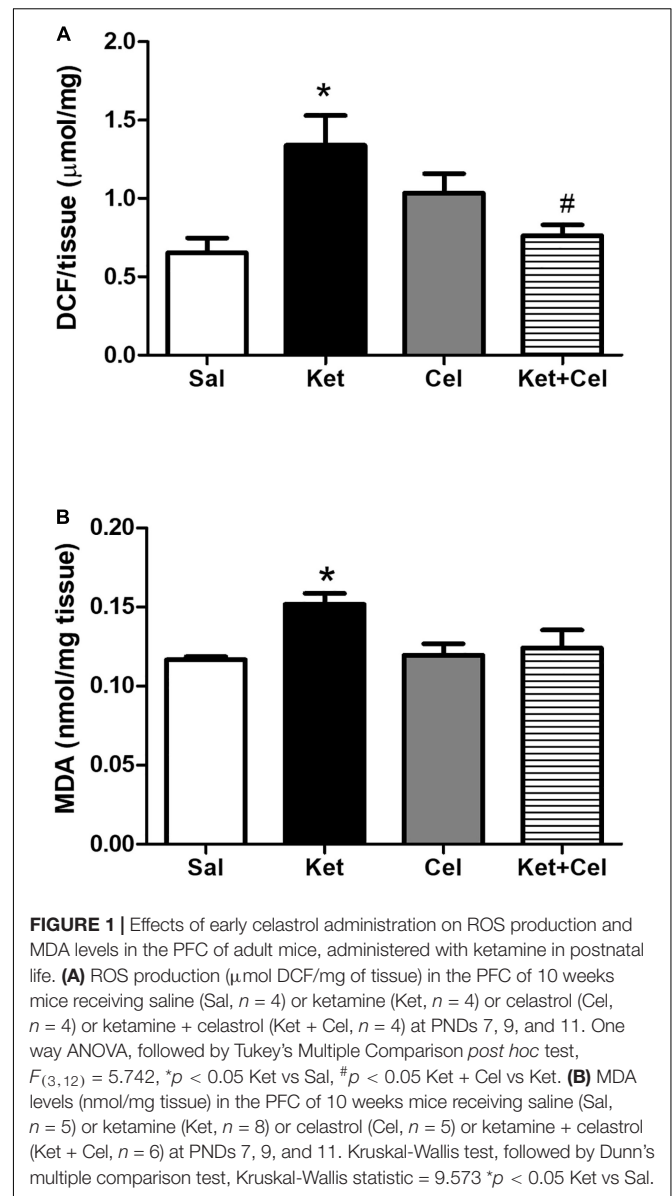 A
DCF/tissue (μmol/mg)
2.0
1.5
1.0
0.5
0.0
*
#
Sal Ket Cel Ket+Cel
B
MDA (nmol/mg tissue)
0.20
0.15
0.10
0.05
0.00
*
Sal Ket Cel Ket+Cel
FIGURE 1 | Effects of early celastrol administration on ROS production and
MDA levels in the PFC of adult mice, administered with ketamine in postnatal
life. (A) ROS production (μmol DCF/mg of tissue) in the PFC of 10 weeks
mice receiving saline (Sal, n = 4) or ketamine (Ket, n = 4) or celastrol (Cel,
n = 4) or ketamine + celastrol (Ket + Cel, n = 4) at PNDs 7, 9, and 11. One
way ANOVA, followed by Tukey's Multiple Comparison post hoc test,
F(3,12) = 5.742, *p < 0.05 Ket vs Sal, #p < 0.05 Ket + Cel vs Ket. (B) MDA
levels (nmol/mg tissue) in the PFC of 10 weeks mice receiving saline (Sal,
n = 5) or ketamine (Ket, n = 8) or celastrol (Cel, n = 5) or ketamine + celastrol
(Ket + Cel, n = 6) at PNDs 7, 9, and 11. Kruskal-Wallis test, followed by Dunn's
multiple comparison test, Kruskal-Wallis statistic = 9.573 *p < 0.05 Ket vs Sal.